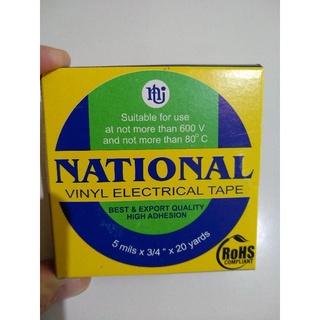 Suitable for use
at not more than 600 V
and not more than 80° C
NATIONAL
VINYL ELECTRICAL TAPE
BEST & EXPORT QUALITY
HIGH ADHESION
5 mils x 3/4" x 20 yards
RoHS
COMPLIANT